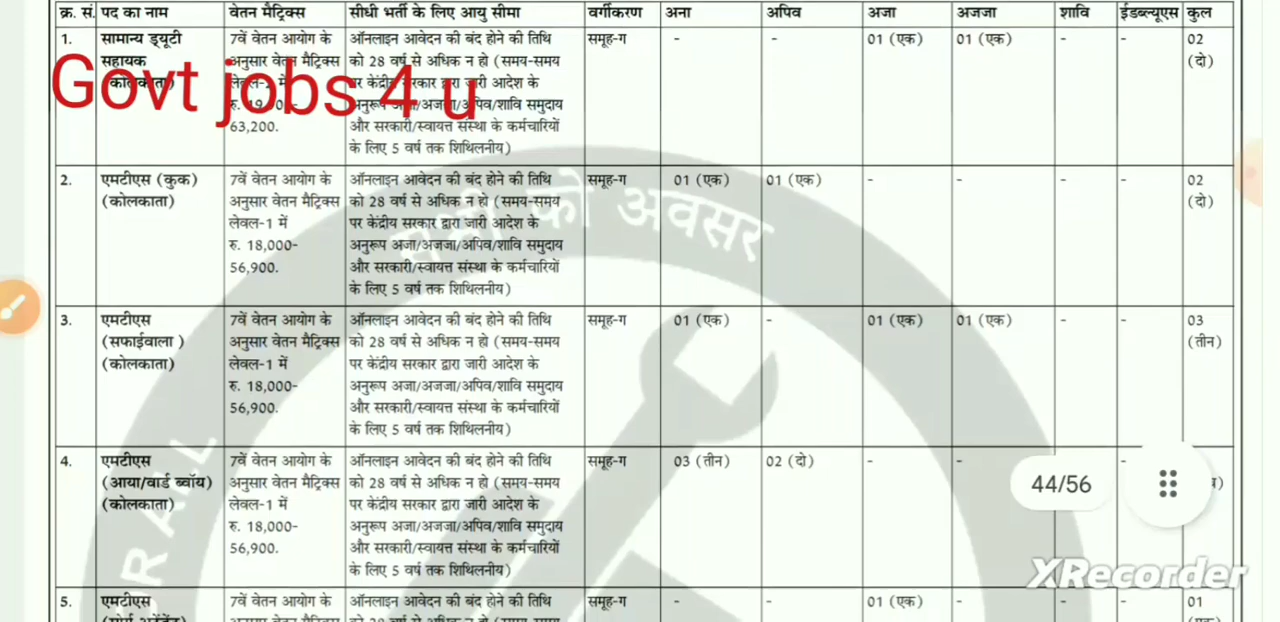 क्र. सं. पद का नाम वेतन मैट्रिक्स सीधी भर्ती के लिए आयु सीमा वर्गीकरण अना अपिव अजा अजजा शावि ईडब्ल्यूएस कुल
1. सामान्य ड्यूटी 7वें वेतन आयोग के ऑनलाइन आवेदन की बंद होने की तिथि समूह-ग - - 01 (एक) 01 (एक) - - 02
सहायक अनुसार वेतन मैट्रिक्स को 28 वर्ष से अधिक न हो (समय-समय (दो)
(कोलकाता) लेवल-1 में पर केंद्रीय सरकार द्वारा जारी आदेश के
Govt jobs 4 u
रु. अनुरूप अजा/अजजा/अपिव/शावि समुदाय
63,200. और सरकारी/स्वायत्त संस्था के कर्मचारियों
के लिए 5 वर्ष तक शिथिलनीय)
2. एमटीएस (कुक) 7वें वेतन आयोग के ऑनलाइन आवेदन की बंद होने की तिथि समूह-ग 01 (एक) 01 (एक) - - - - 02
(कोलकाता) अनुसार वेतन मैट्रिक्स को 28 वर्ष से अधिक न हो (समय-समय (दो)
लेवल-1 में पर केंद्रीय सरकार द्वारा जारी आदेश के
रु. 18,000- अनुरूप अजा/अजजा/अपिव/शावि समुदाय
56,900. और सरकारी/स्वायत्त संस्था के कर्मचारियों
के लिए 5 वर्ष तक शिथिलनीय)
को अवसर
3. एमटीएस 7वें वेतन आयोग के ऑनलाइन आवेदन की बंद होने की तिथि समूह-ग 01 (एक) - 01 (एक) 01 (एक) - - 03
(सफाईवाला ) अनुसार वेतन मैट्रिक्स को 28 वर्ष से अधिक न हो (समय-समय (तीन)
(कोलकाता) लेवल-1 में पर केंद्रीय सरकार द्वारा जारी आदेश के
रु. 18,000- अनुरूप अजा/अजजा/अपिव/शावि समुदाय
56,900. और सरकारी/स्वायत्त संस्था के कर्मचारियों
के लिए 5 वर्ष तक शिथिलनीय)
4. एमटीएस 7वें वेतन आयोग के ऑनलाइन आवेदन की बंद होने की तिथि समूह-ग 03 (तीन) 02 (दो) - - -
(आया/वार्ड ब्वॉय) अनुसार वेतन मैट्रिक्स को 28 वर्ष से अधिक न हो (समय-समय 44/56
(कोलकाता) लेवल-1 में पर केंद्रीय सरकार द्वारा जारी आदेश के
रु. 18,000- अनुरूप अजा/अजजा/अपिव/शावि समुदाय
56,900. और सरकारी/स्वायत्त संस्था के कर्मचारियों
के लिए 5 वर्ष तक शिथिलनीय)
ALL
XRecorder
5. एमटीएस 7वें वेतन आयोग के ऑनलाइन आवेदन की बंद होने की तिथि समूह-ग - - 01 (एक) - - - 01